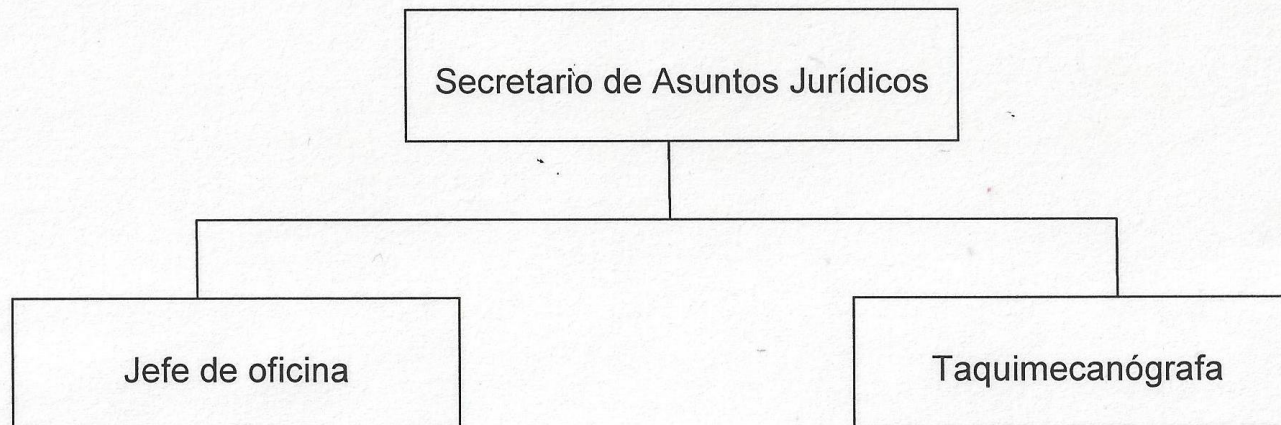 Secretario de Asuntos Jurídicos
Jefe de oficina
Taquimecanógrafa